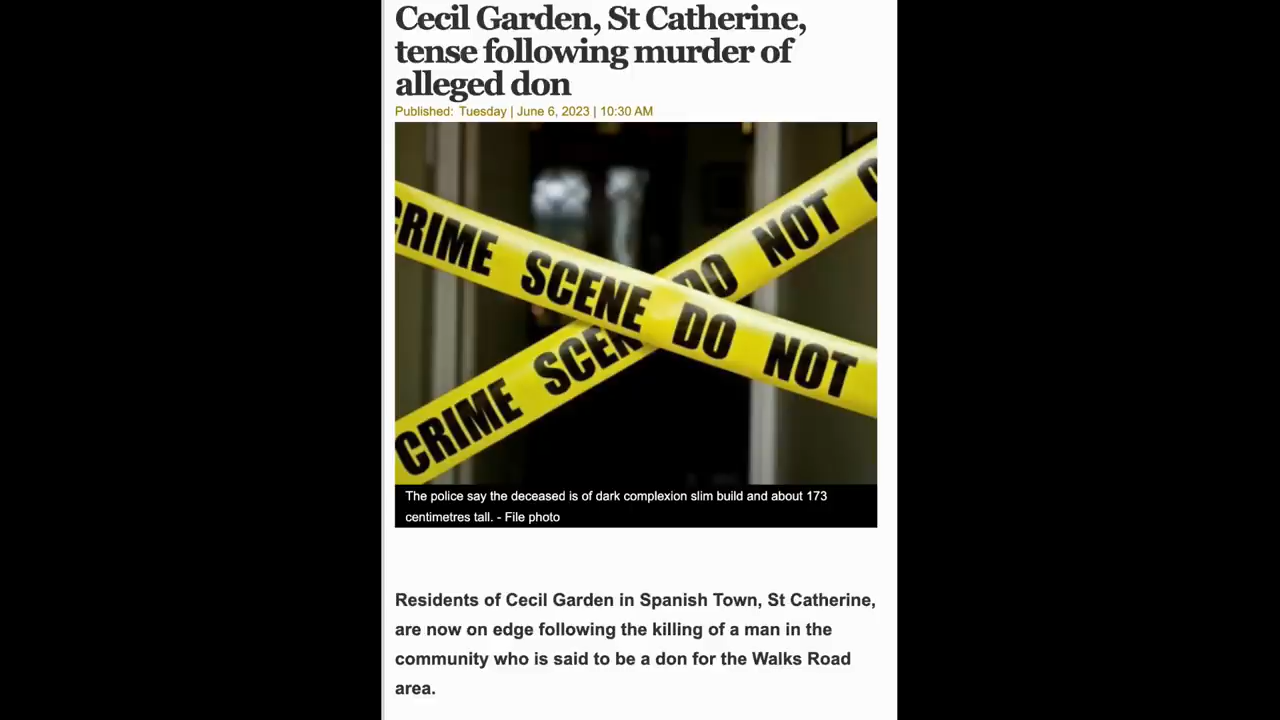 Cecil Garden, St Catherine,
tense following murder of
alleged don
Published: Tuesday | June 6, 2023 | 10:30 AM
CRIME SCENE DO NOT
CRIME SCEN DO NOT
The police say the deceased is of dark complexion slim build and about 173
centimetres tall. - File photo
Residents of Cecil Garden in Spanish Town, St Catherine,
are now on edge following the killing of a man in the
community who is said to be a don for the Walks Road
area.